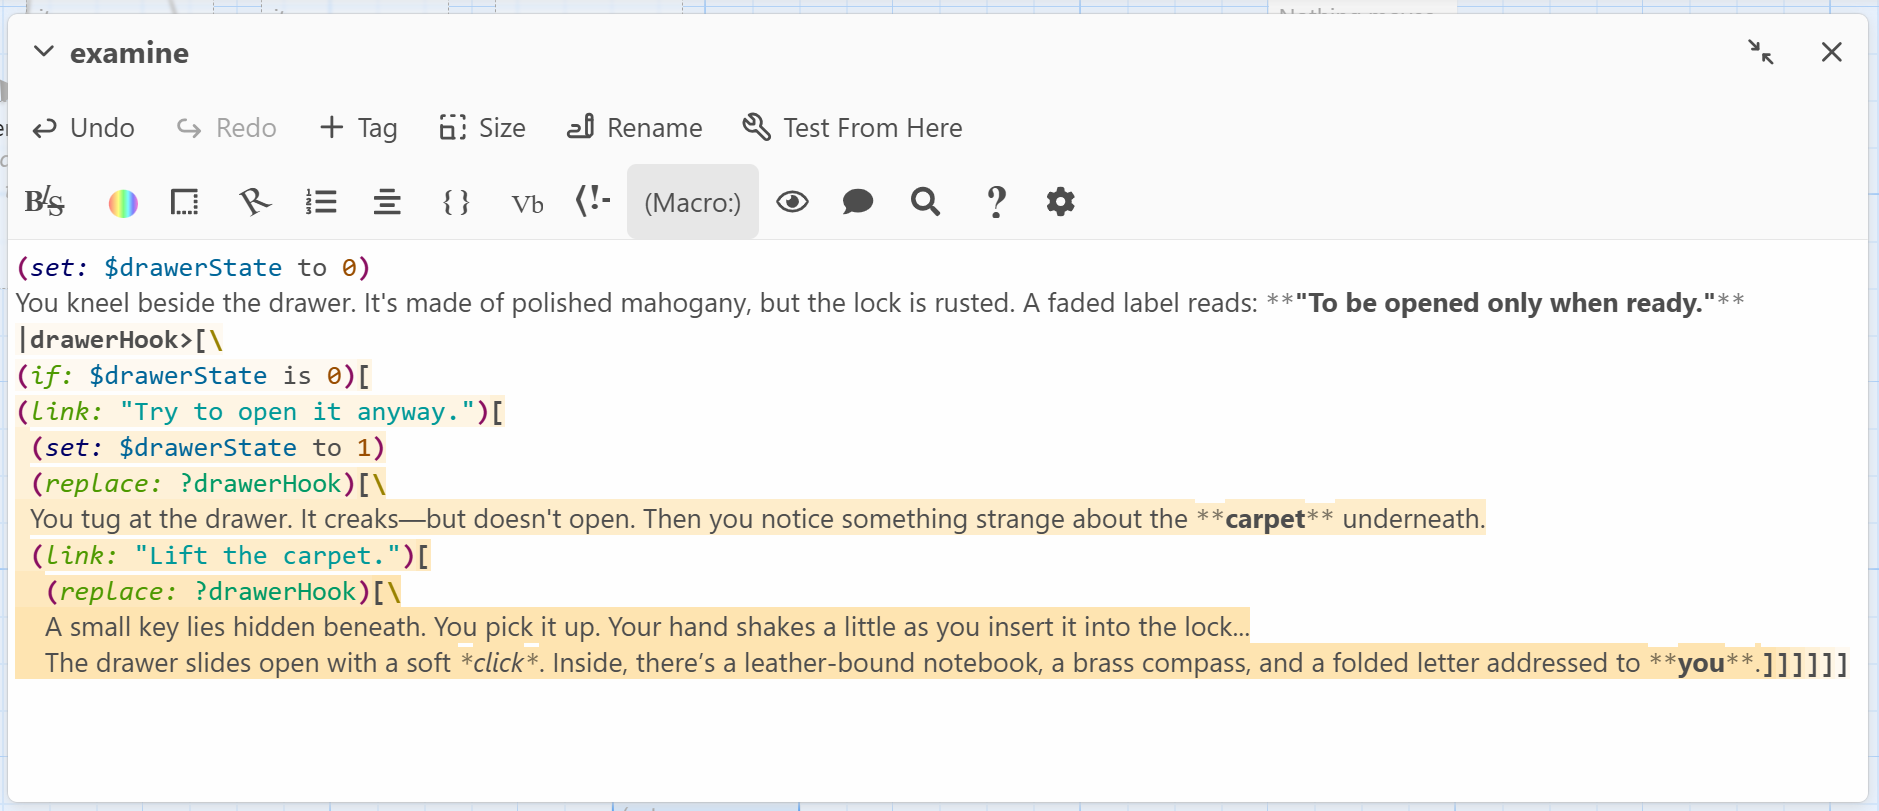 examine
Undo Redo Tag Size Rename Test From Here
B/S Vb (Macro:)
(set: $drawerState to 0)
You kneel beside the drawer. It's made of polished mahogany, but the lock is rusted. A faded label reads: **"To be opened only when ready."**
|drawerHook>[\
(if: $drawerState is 0)[
(link: "Try to open it anyway.")[
(set: $drawerState to 1)
(replace: ?drawerHook)[\
You tug at the drawer. It creaks—but doesn't open. Then you notice something strange about the **carpet** underneath.
(link: "Lift the carpet.")[
(replace: ?drawerHook)[\
A small key lies hidden beneath. You pick it up. Your hand shakes a little as you insert it into the lock...
The drawer slides open with a soft *click*. Inside, there’s a leather-bound notebook, a brass compass, and a folded letter addressed to **you**.]]]]]]